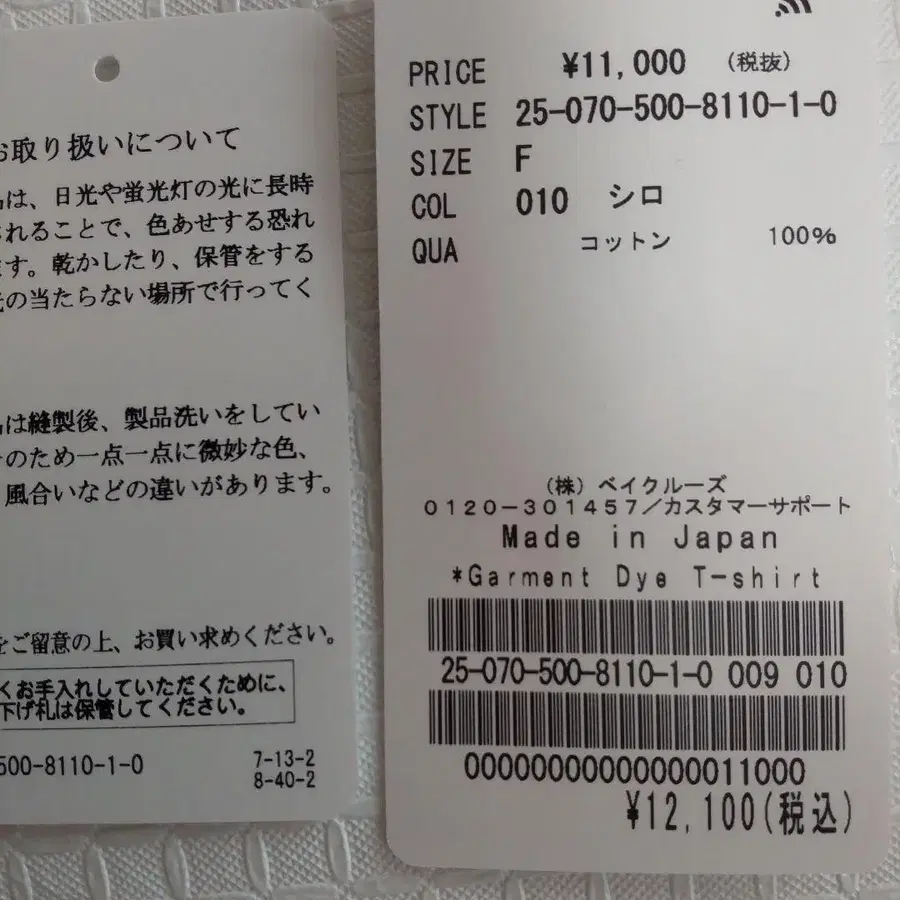 お取り扱いについて
は、日光や蛍光灯の光に長時
れることで、色あせする恐れ
ます。乾かしたり、保管をする
の当たらない場所で行ってく
は縫製後、製品洗いをしてい
のため一点一点に微妙な色、
風合いなどの違いがあります。
をご留意の上、お買い求めください。
くお手入れしていただくために、
下げ札は保管してください。
500-8110-1-0
7-13-2
8-40-2
PRICE ¥11,000 (税抜)
STYLE 25-070-500-8110-1-0
SIZE F
COL 010 シロ
QUA コットン 100%
(株) ベイクルーズ
0120-301457/カスタマーサポート
Made in Japan
*Garment Dye T-shirt
25-070-500-8110-1-0 009 010
00000000000000011000
¥12,100(税込)